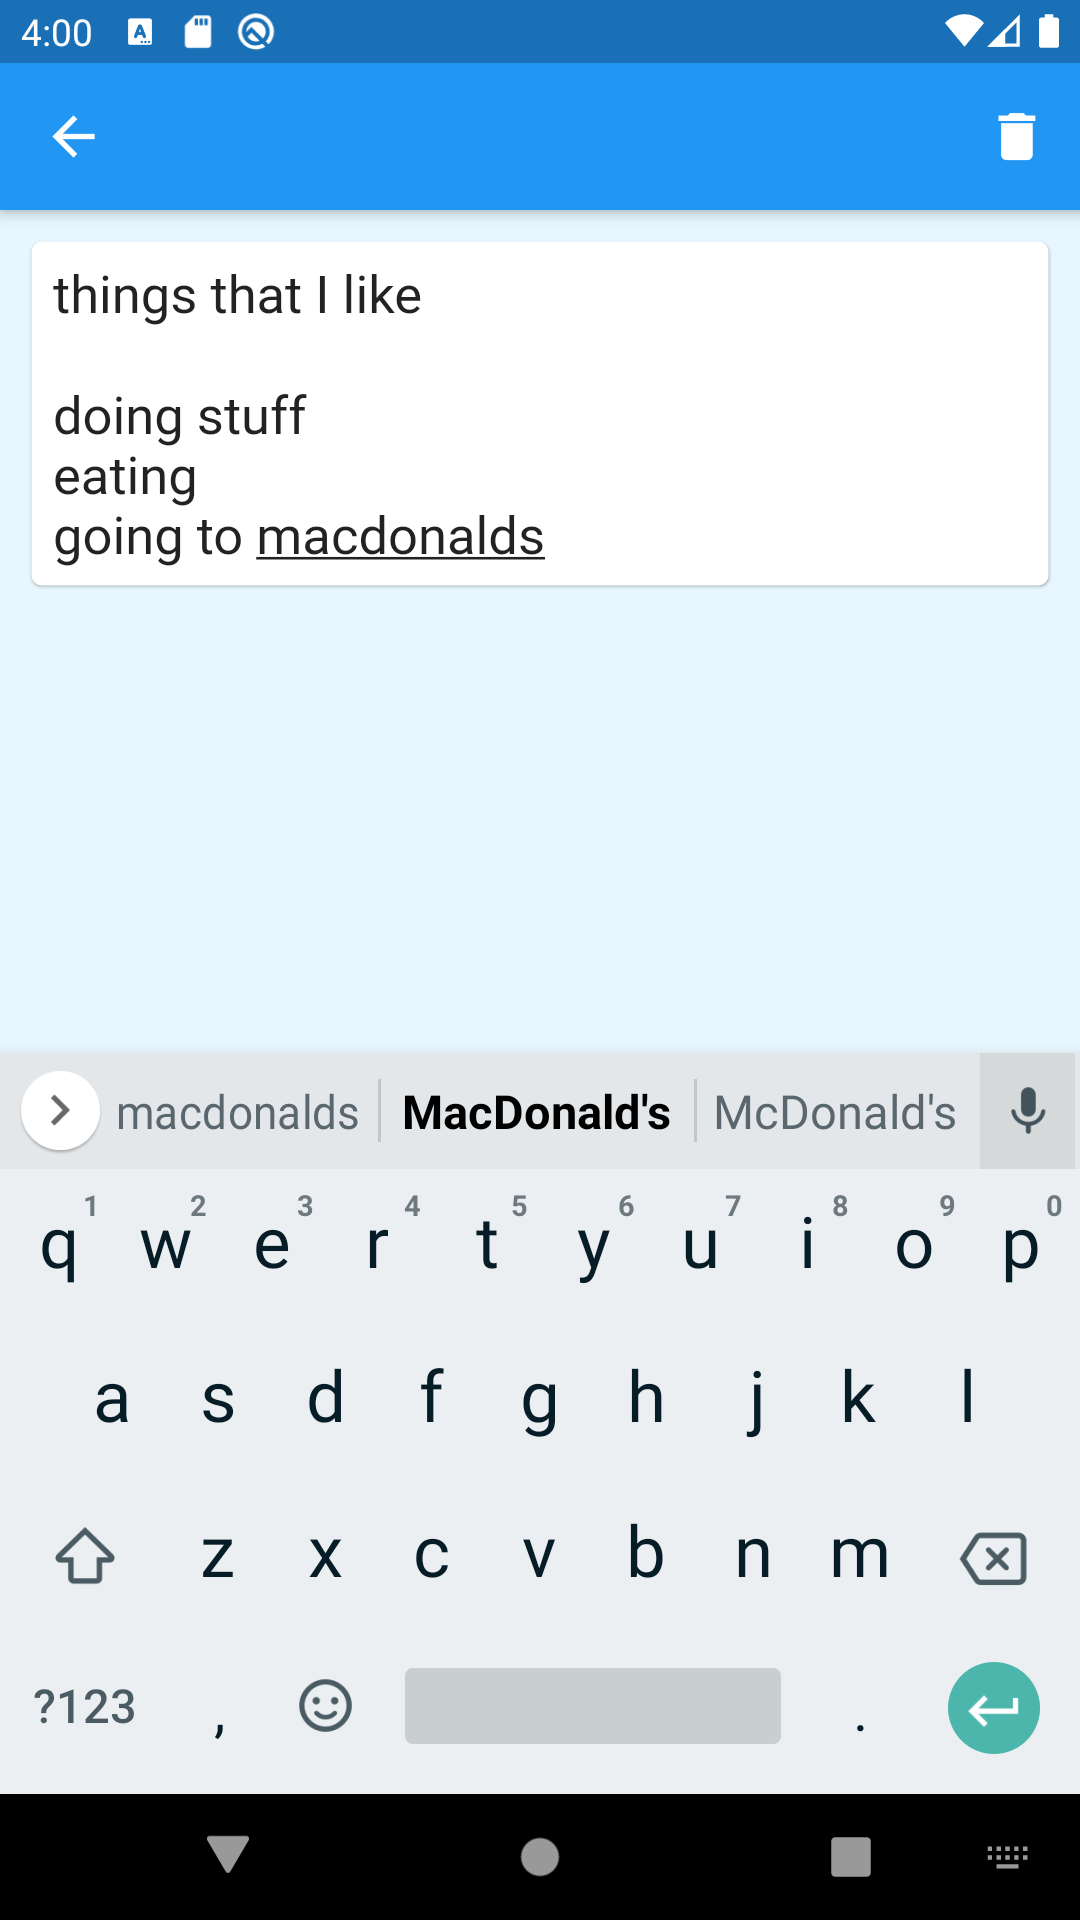 4:00
things that I like
doing stuff
eating
going to macdonalds
macdonalds MacDonald's McDonald's
1 2 3 4 5 6 7 8 9 0
q w e r t y u i o p
a s d f g h j k l
z x c v b n m
?123 , .